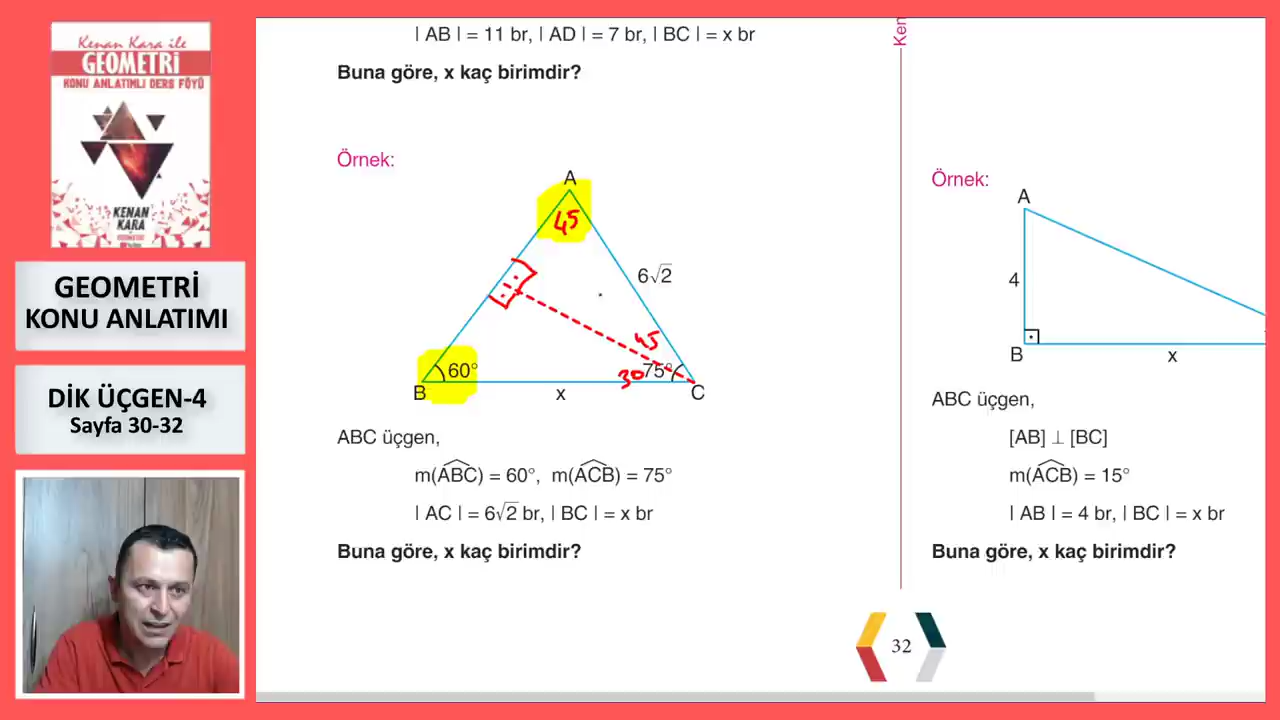 Kenan Kara ile
GEOMETRİ
KONU ANLATIMLI DERS FÖYÜ
KENAN
KARA
GEOMETRİ
KONU ANLATIMI
DİK ÜÇGEN-4
Sayfa 30-32
| AB | = 11 br, | AD | = 7 br, | BC | = x br
Buna göre, x kaç birimdir?
Örnek:
A
45
6√2
45
60°
30
75°
B
x
C
ABC üçgen,
m(ABC) = 60°, m(ACB) = 75°
| AC | = 6√2 br, | BC | = x br
Buna göre, x kaç birimdir?
Ken
Örnek:
A
4
B
x
ABC üçgen,
[AB] ⊥ [BC]
m(ACB) = 15°
| AB | = 4 br, | BC | = x br
Buna göre, x kaç birimdir?
32